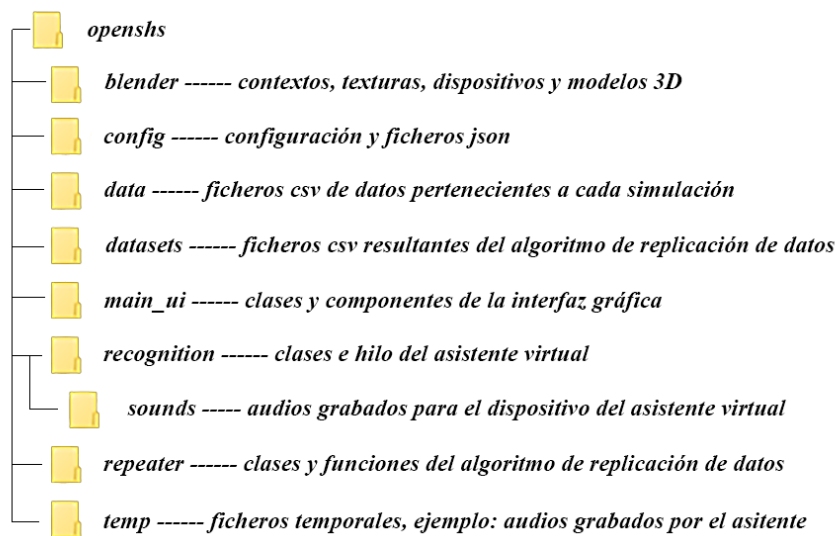 openshs
blender ------ contextos, texturas, dispositivos y modelos 3D
config ------ configuración y ficheros json
data ------ ficheros csv de datos pertenecientes a cada simulación
datasets ------ ficheros csv resultantes del algoritmo de replicación de datos
main_ui ------ clases y componentes de la interfaz gráfica
recognition ------ clases e hilo del asistente virtual
sounds ----- audios grabados para el dispositivo del asistente virtual
repeater ------ clases y funciones del algoritmo de replicación de datos
temp ------ ficheros temporales, ejemplo: audios grabados por el asitente